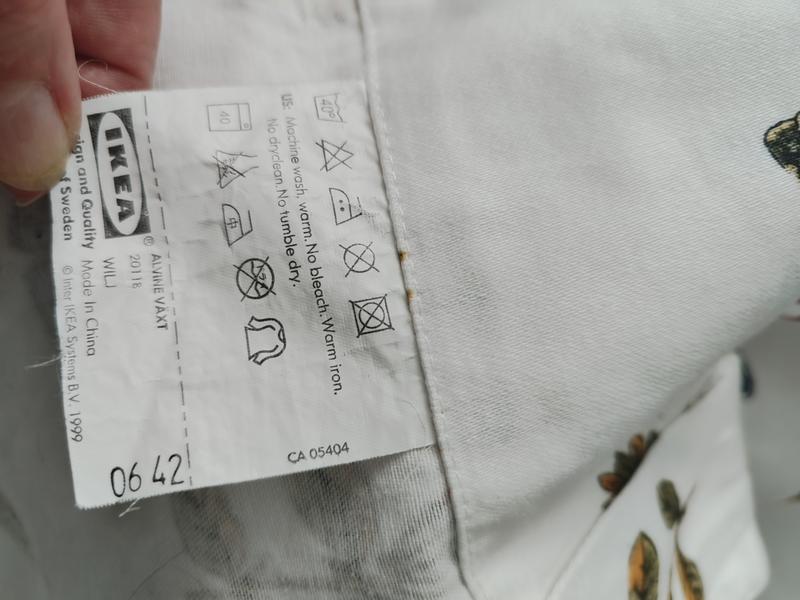 40°
US: Machine wash, warm. No bleach. Warm iron.
No dryclean. No tumble dry.
CA 05404
40
ALVINE VÄXT
20118
WILJ
IKEA®
ign and Quality
f Sweden
Made In China
© Inter IKEA Systems B.V. 1999
06 42